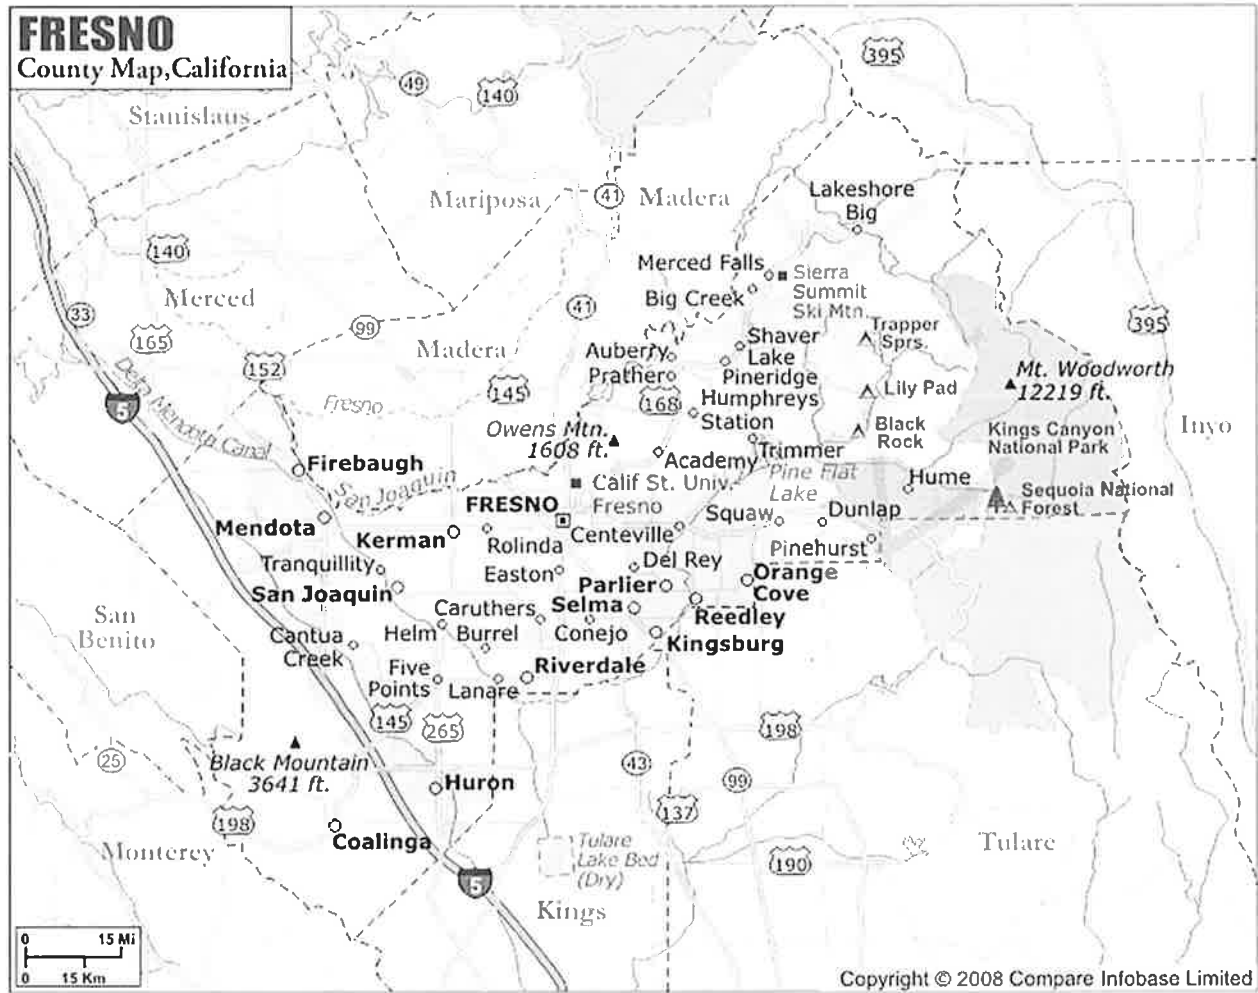 FRESNO
County Map,California
Stanislaus
49
140
395
Mariposa
41
Madera
Lakeshore
Big
140
Merced Falls
Sierra
Summit
Ski Mtn.
Big Creek
Merced
33
165
99
41
Madera
395
Auberry
Shaver
Lake
Trapper
Sprs.
Prather
Pineridge
Mt. Woodworth
12219 ft.
152
Delta Mendota Canal
5
Fresno
145
168
Humphreys
Station
Lily Pad
Owens Mtn.
1608 ft.
Black
Rock
Kings Canyon
National Park
Inyo
Firebaugh
San Joaquin
Academy
Trimmer
Calif St. Univ.
Fresno
Pine Flat
Lake
Hume
Sequoia National
Forest
Mendota
FRESNO
Kerman
Rolinda
Centeville
Squaw
Dunlap
Tranquillity
Easton
Del Rey
Pinehurst
San Joaquin
Parlier
Orange
Cove
Caruthers
Selma
Reedley
San
Benito
Cantua
Creek
Helm
Burrel
Conejo
Kingsburg
Five
Points
Lanare
Riverdale
145
265
198
25
Black Mountain
3641 ft.
Huron
43
99
137
198
Coalinga
Monterey
Tulare
Lake Bed
(Dry)
190
Tulare
5
Kings
0 15 Mi
0 15 Km
Copyright © 2008 Compare Infobase Limited